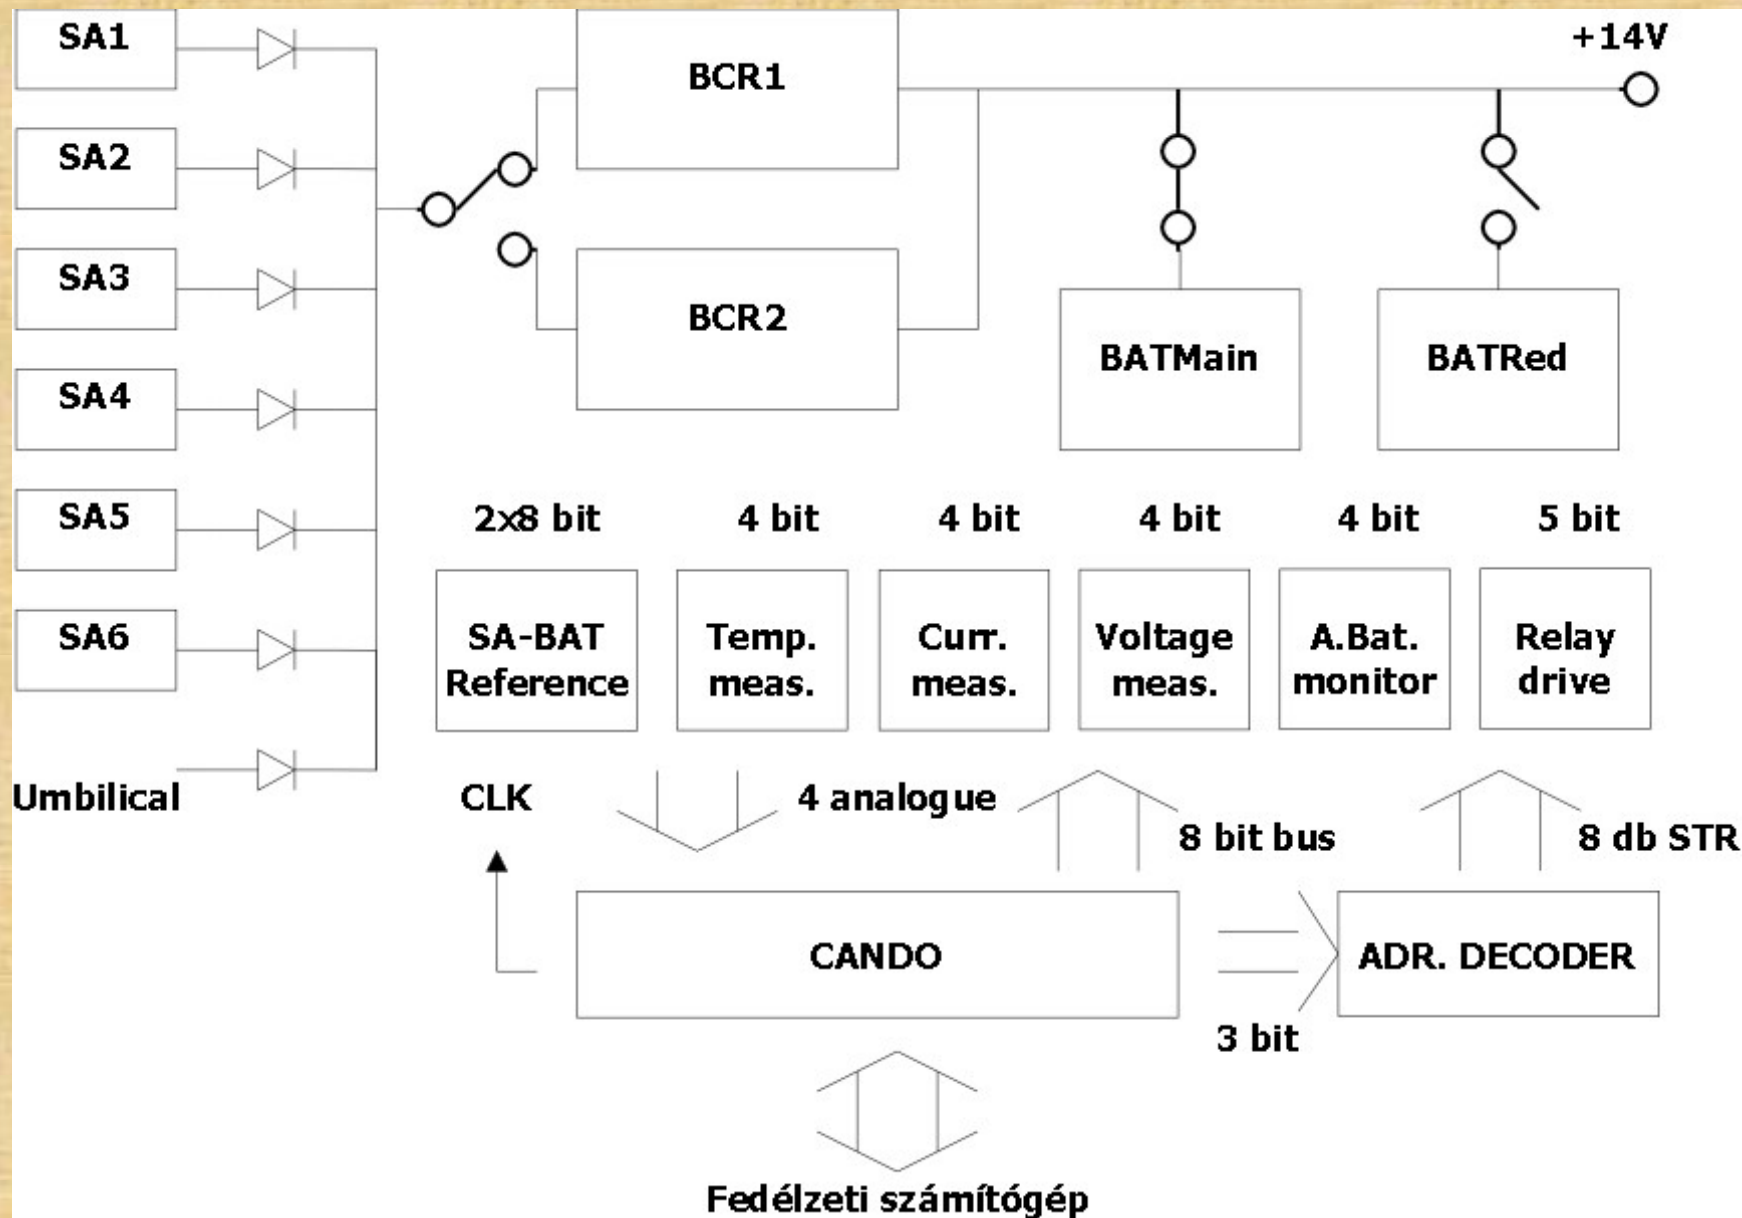 SA1
BCR1
+14V
SA2
SA3
BCR2
SA4
BATMain
BATRed
SA5
2x8 bit
4 bit
4 bit
4 bit
4 bit
5 bit
SA6
SA-BAT
Reference
Temp.
meas.
Curr.
meas.
Voltage
meas.
A.Bat.
monitor
Relay
drive
Umbilical
CLK
4 analogue
8 bit bus
8 db STR
CANDO
ADR. DECODER
3 bit
Fedélzeti számítógép